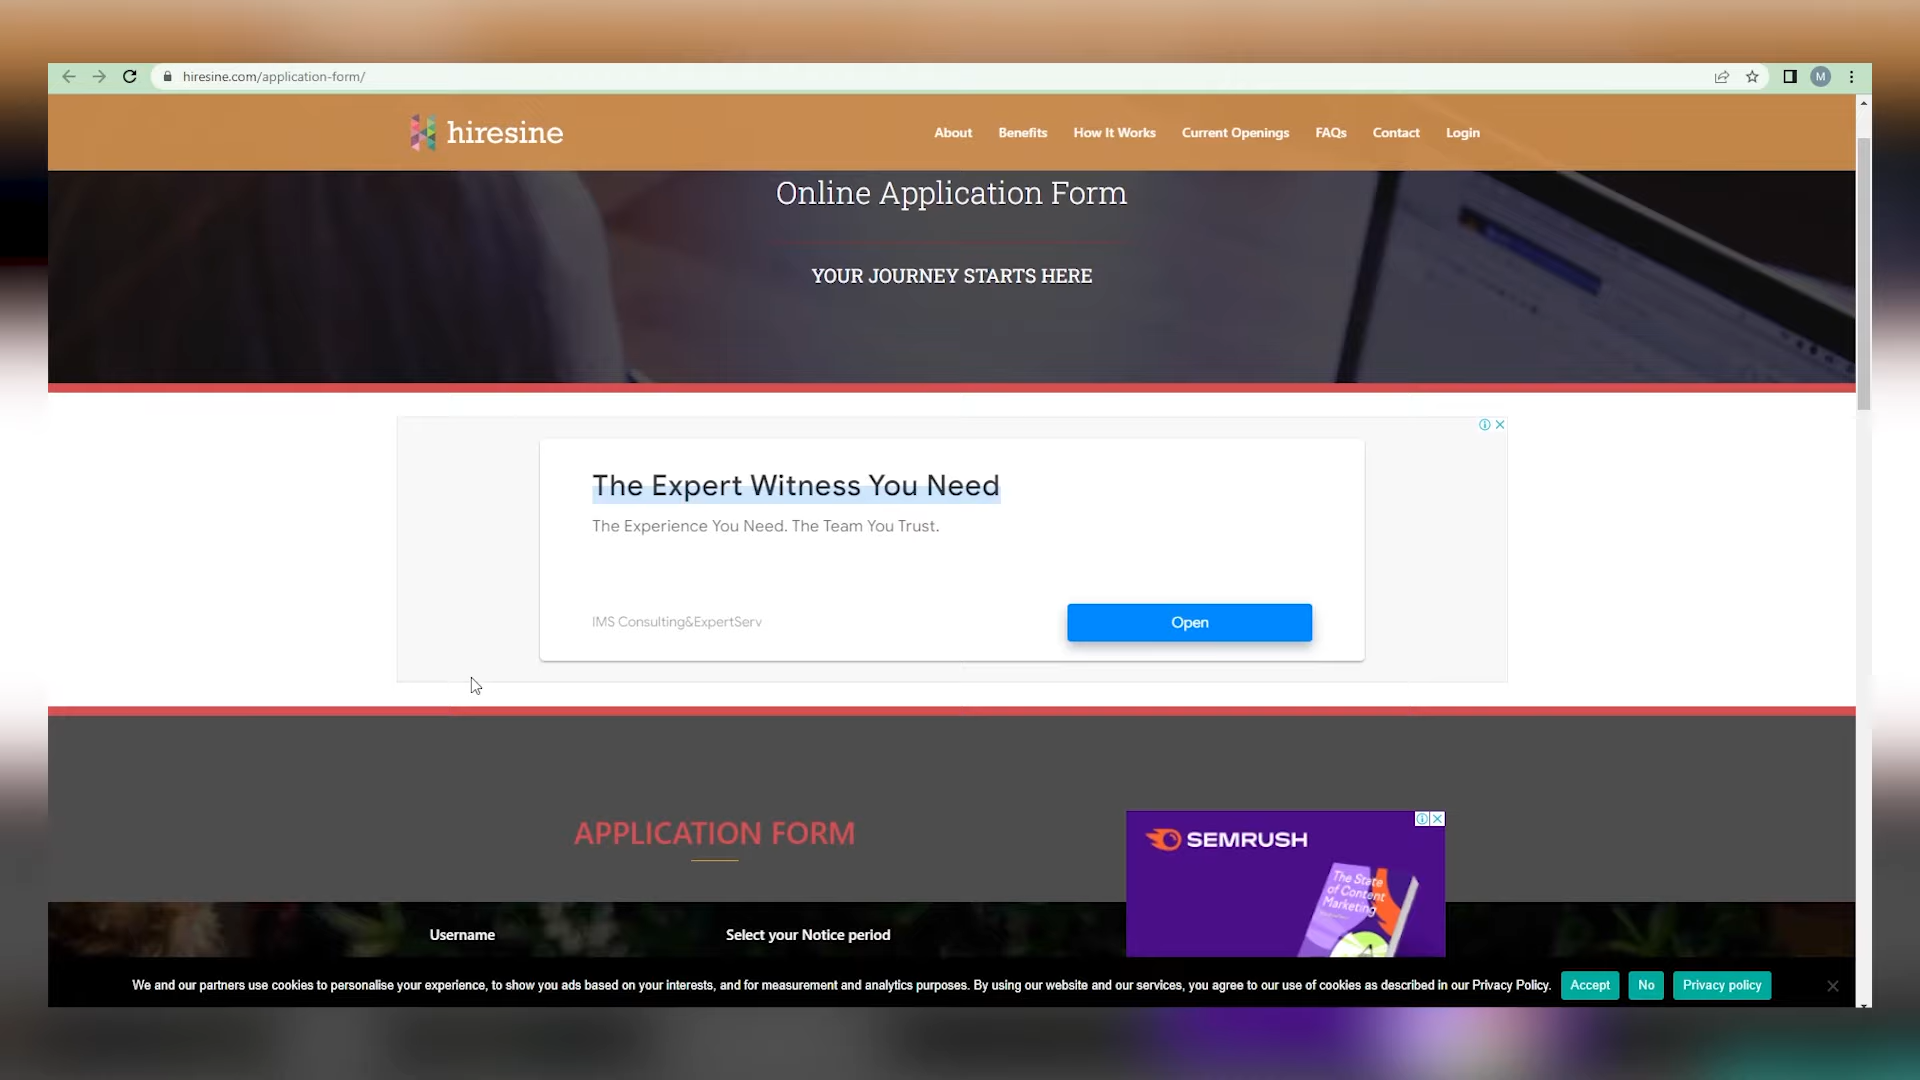 hiresine.com/application-form/
M
hiresine
About
Benefits
How It Works
Current Openings
FAQs
Contact
Login
Online Application Form
YOUR JOURNEY STARTS HERE
The Expert Witness You Need
The Experience You Need. The Team You Trust.
IMS Consulting&ExpertServ
Open
APPLICATION FORM
SEMRUSH
The State
of Content
Marketing
Username
Select your Notice period
We and our partners use cookies to personalise your experience, to show you ads based on your interests, and for measurement and analytics purposes. By using our website and our services, you agree to our use of cookies as described in our Privacy Policy.
Accept
No
Privacy policy